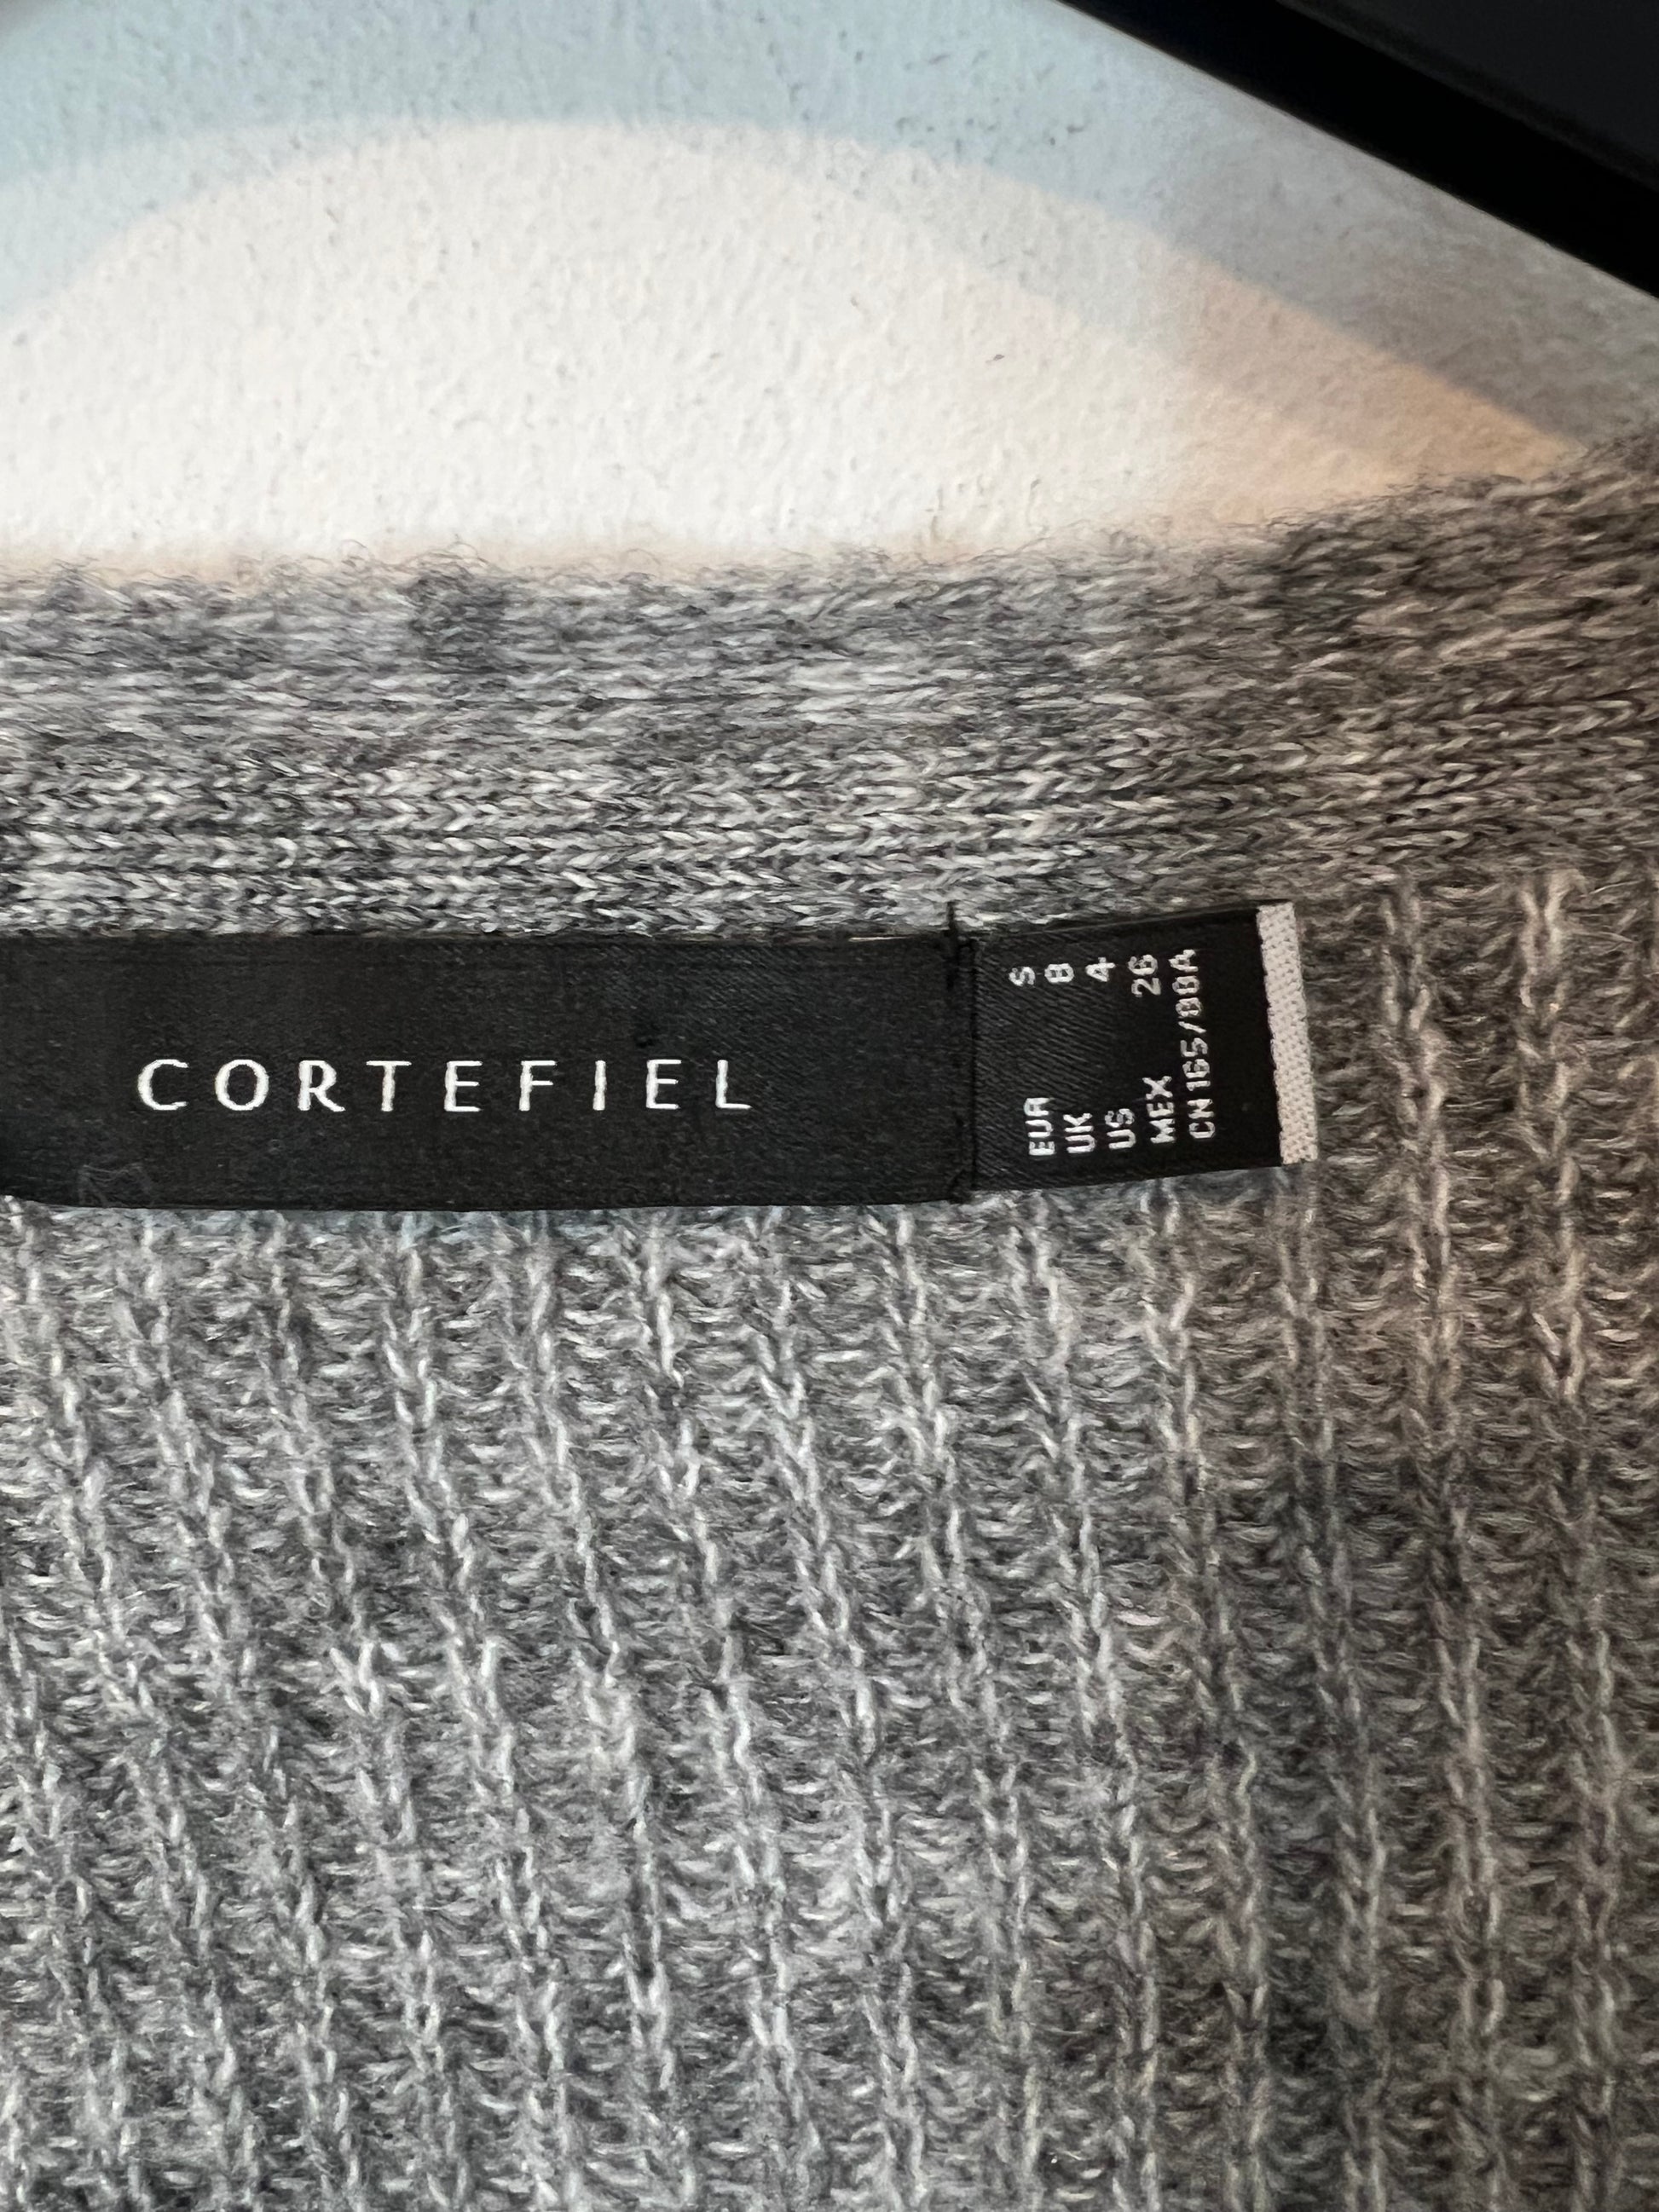 CORTEFIEL
EUR S
UK 8
US 4
MEX 26
CN 165/88A